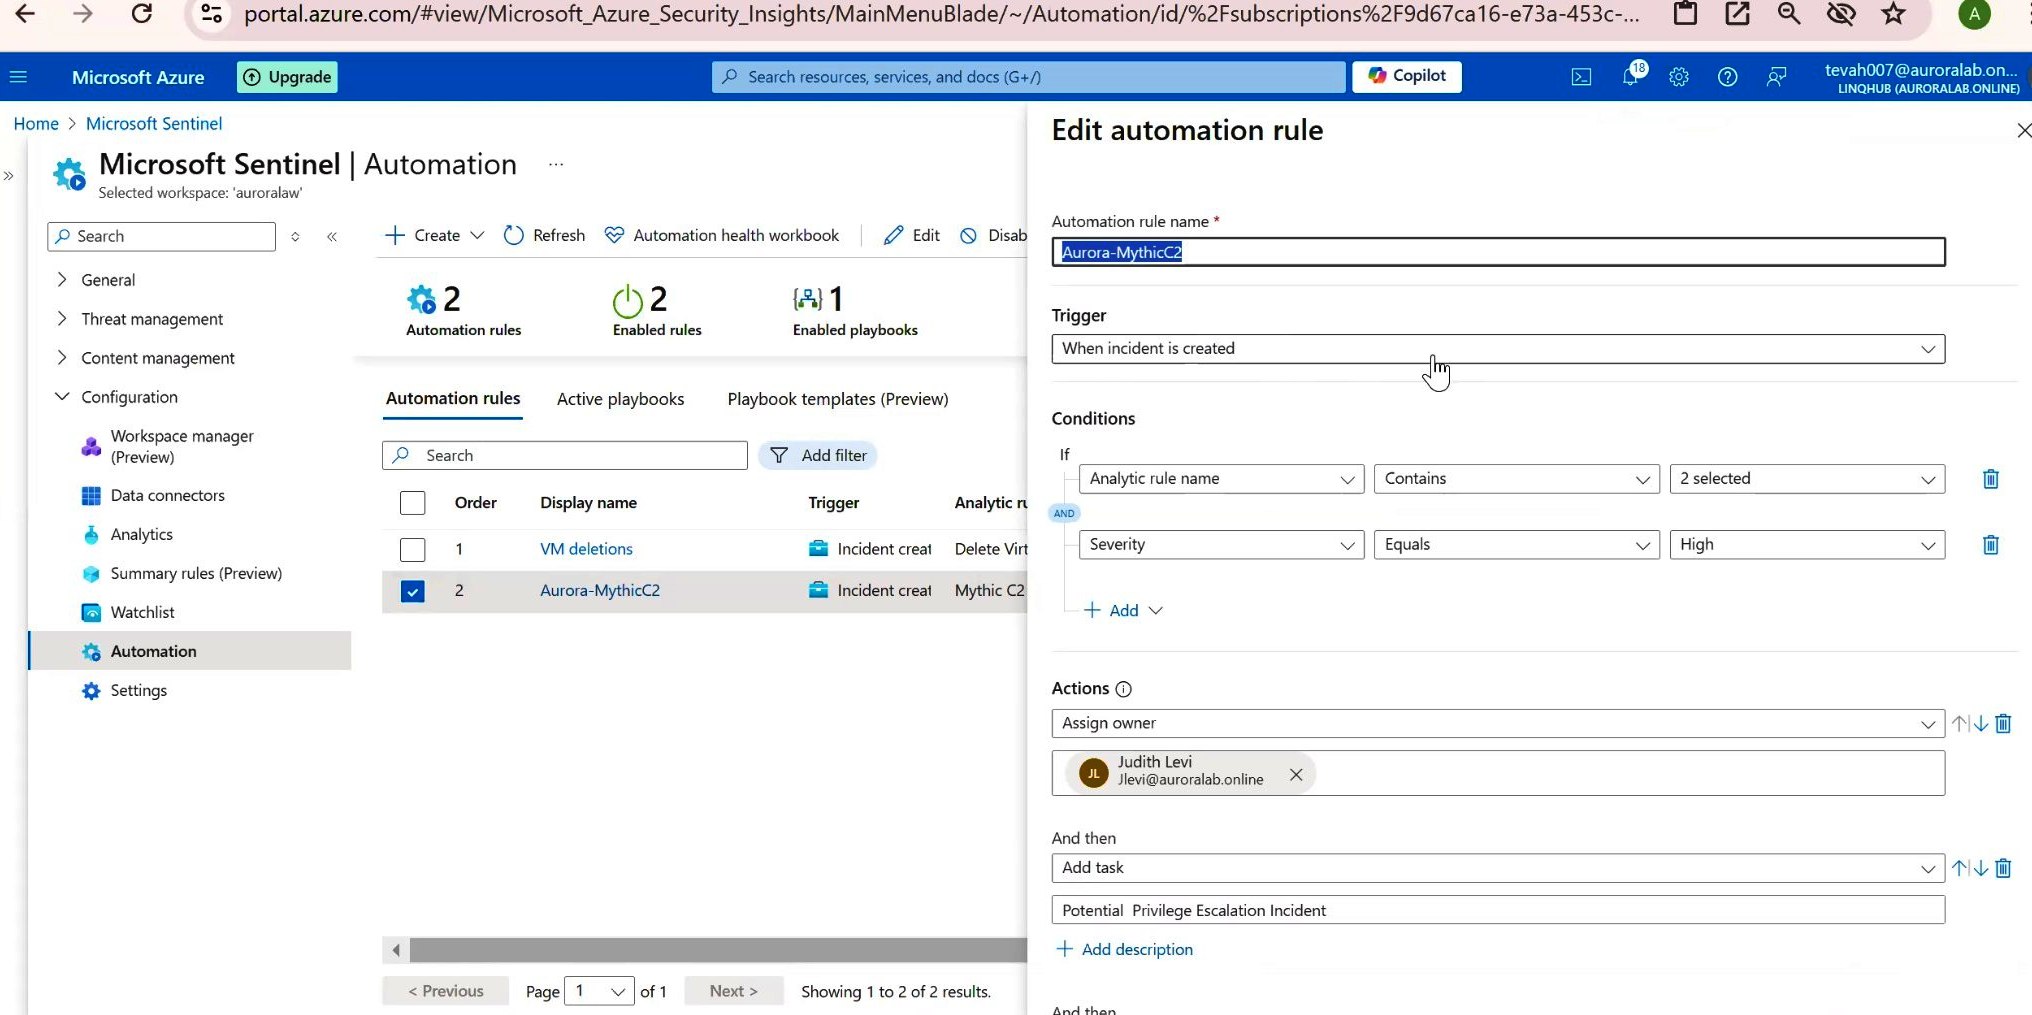 portal.azure.com/#view/Microsoft_Azure_Security_Insights/MainMenuBlade/~/Automation/id/%2Fsubscriptions%2F9d67ca16-e73a-453c-...
A
Microsoft Azure
Upgrade
Search resources, services, and docs (G+/)
Copilot
18
tevah007@auroralab.on...
LINQHUB (AURORALAB.ONLINE)
Home > Microsoft Sentinel
Microsoft Sentinel | Automation ...
Selected workspace: 'auroralaw'
Search
General
Threat management
Content management
Configuration
Workspace manager
(Preview)
Data connectors
Analytics
Summary rules (Preview)
Watchlist
Automation
Settings
Create
Refresh
Automation health workbook
Edit
Disab
2
Automation rules
2
Enabled rules
1
Enabled playbooks
Automation rules
Active playbooks
Playbook templates (Preview)
Search
Add filter
Order Display name Trigger Analytic ru
1 VM deletions Incident creat Delete Virt
2 Aurora-MythicC2 Incident creat Mythic C2
< Previous
Page 1 of 1
Next >
Showing 1 to 2 of 2 results.
Edit automation rule
Automation rule name *
Aurora-MythicC2
Trigger
When incident is created
Conditions
If
Analytic rule name Contains 2 selected
AND
Severity Equals High
Add
Actions
Assign owner
JL
Judith Levi
Jlevi@auroralab.online
And then
Add task
Potential  Privilege Escalation Incident
Add description
And then